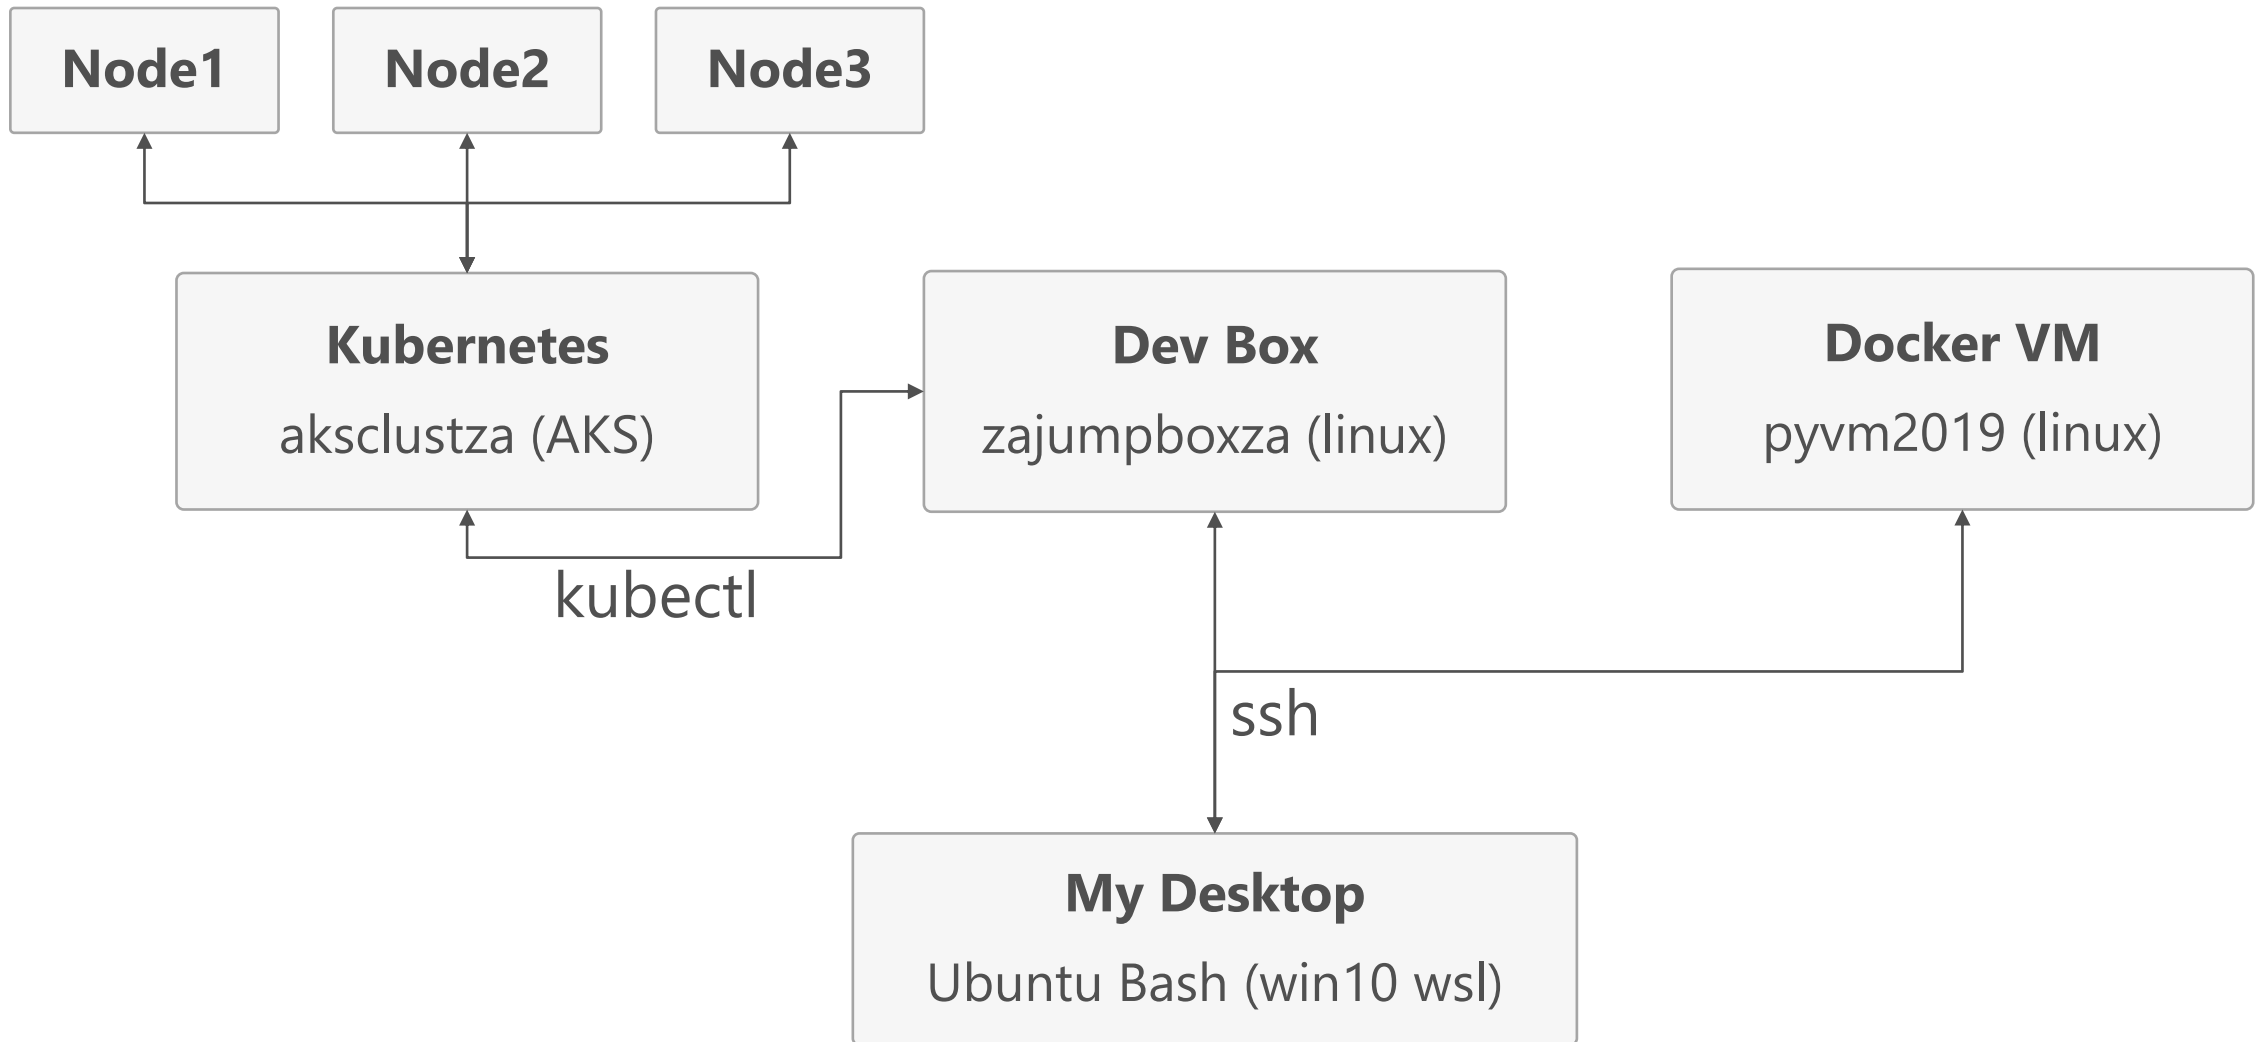 Node1
Node2
Node3
Kubernetes
aksclustza (AKS)
Dev Box
zajumpboxza (linux)
Docker VM
pyvm2019 (linux)
kubectl
ssh
My Desktop
Ubuntu Bash (win10 wsl)